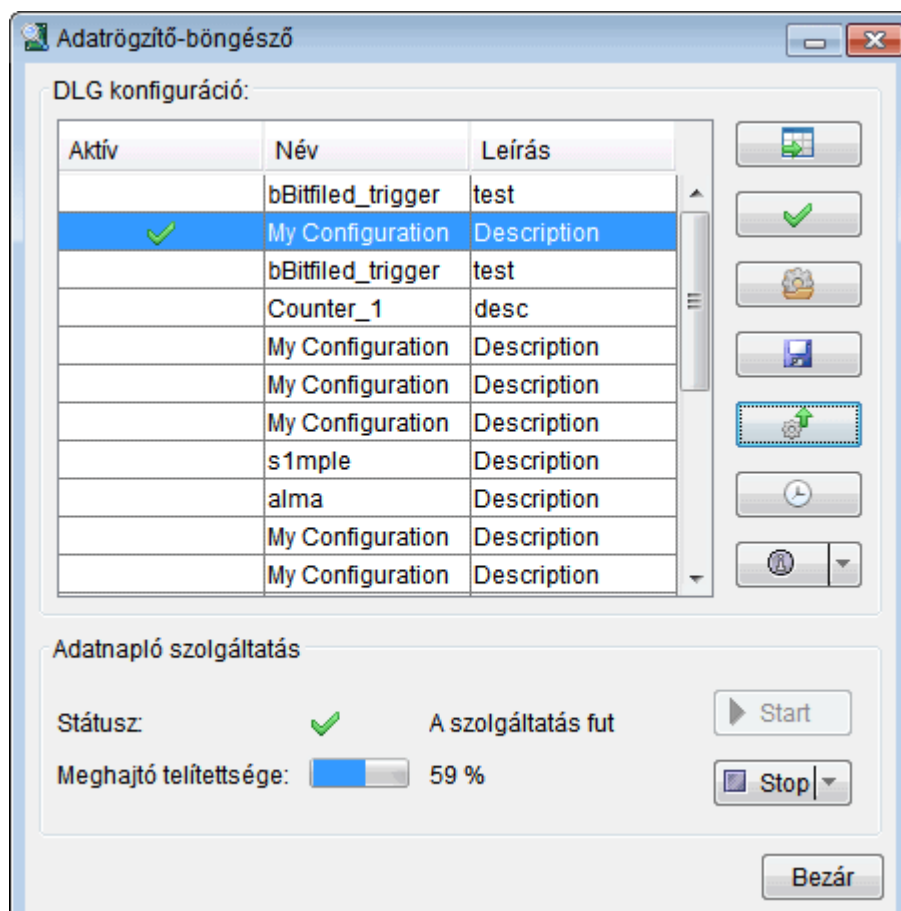 Adatrögzítő-böngésző
DLG konfiguráció:
Aktív Név Leírás
bBitfiled_trigger test
My Configuration Description
bBitfiled_trigger test
Counter_1 desc
My Configuration Description
My Configuration Description
My Configuration Description
s1mple Description
alma Description
My Configuration Description
My Configuration Description
Adatnapló szolgáltatás
Státusz: A szolgáltatás fut Start
Meghajtó telítettsége: 59 % Stop
Bezár